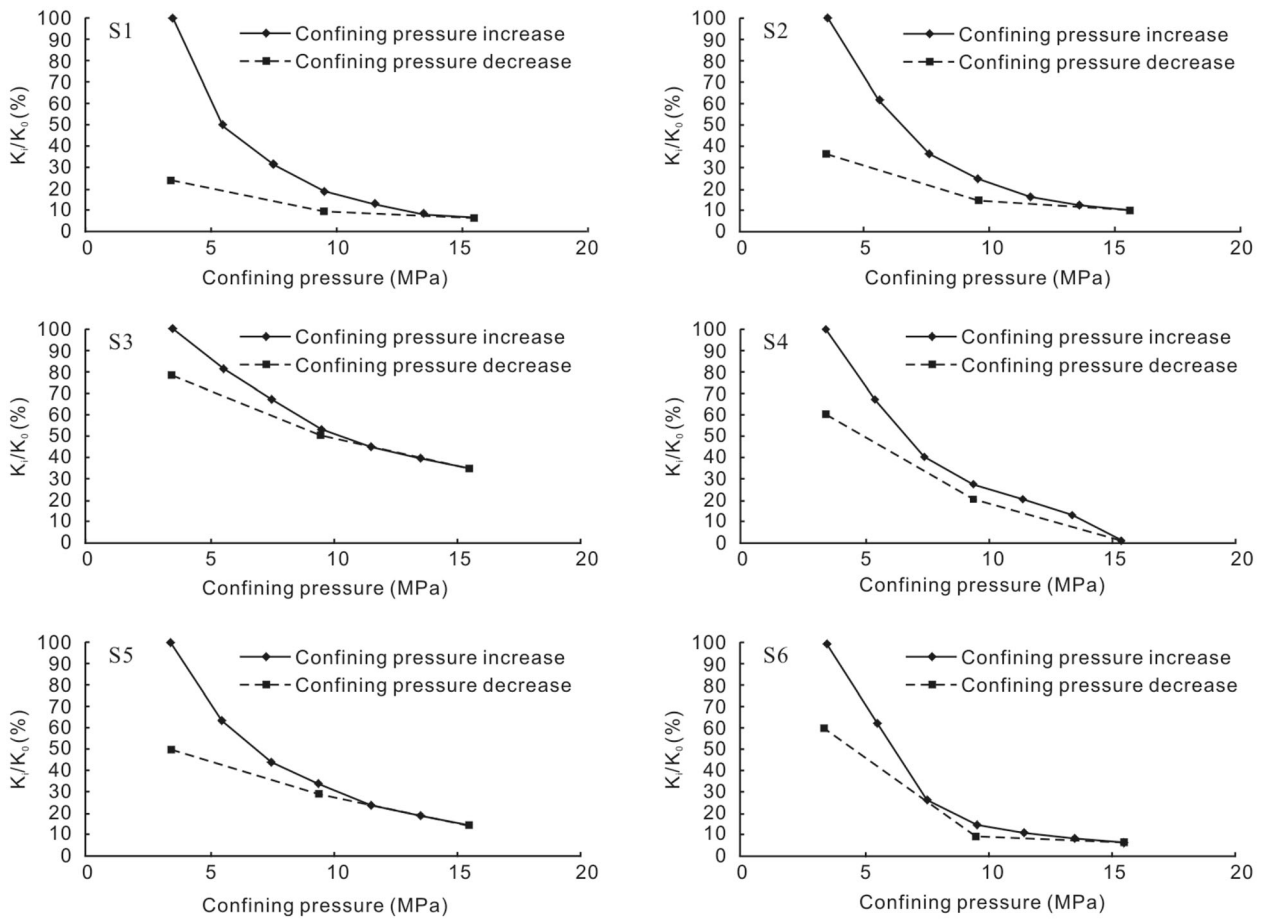 S1
Confining pressure increase
Confining pressure decrease
Kᵢ/K₀ (%)
100
90
80
70
60
50
40
30
20
10
0
0 5 10 15 20
Confining pressure (MPa)
S2
Confining pressure increase
Confining pressure decrease
Kᵢ/K₀ (%)
100
90
80
70
60
50
40
30
20
10
0
0 5 10 15 20
Confining pressure (MPa)
S3
Confining pressure increase
Confining pressure decrease
Kᵢ/K₀ (%)
100
90
80
70
60
50
40
30
20
10
0
0 5 10 15 20
Confining pressure (MPa)
S4
Confining pressure increase
Confining pressure decrease
Kᵢ/K₀ (%)
100
90
80
70
60
50
40
30
20
10
0
0 5 10 15 20
Confining pressure (MPa)
S5
Confining pressure increase
Confining pressure decrease
Kᵢ/K₀ (%)
100
90
80
70
60
50
40
30
20
10
0
0 5 10 15 20
Confining pressure (MPa)
S6
Confining pressure increase
Confining pressure decrease
Kᵢ/K₀ (%)
100
90
80
70
60
50
40
30
20
10
0
0 5 10 15 20
Confining pressure (MPa)